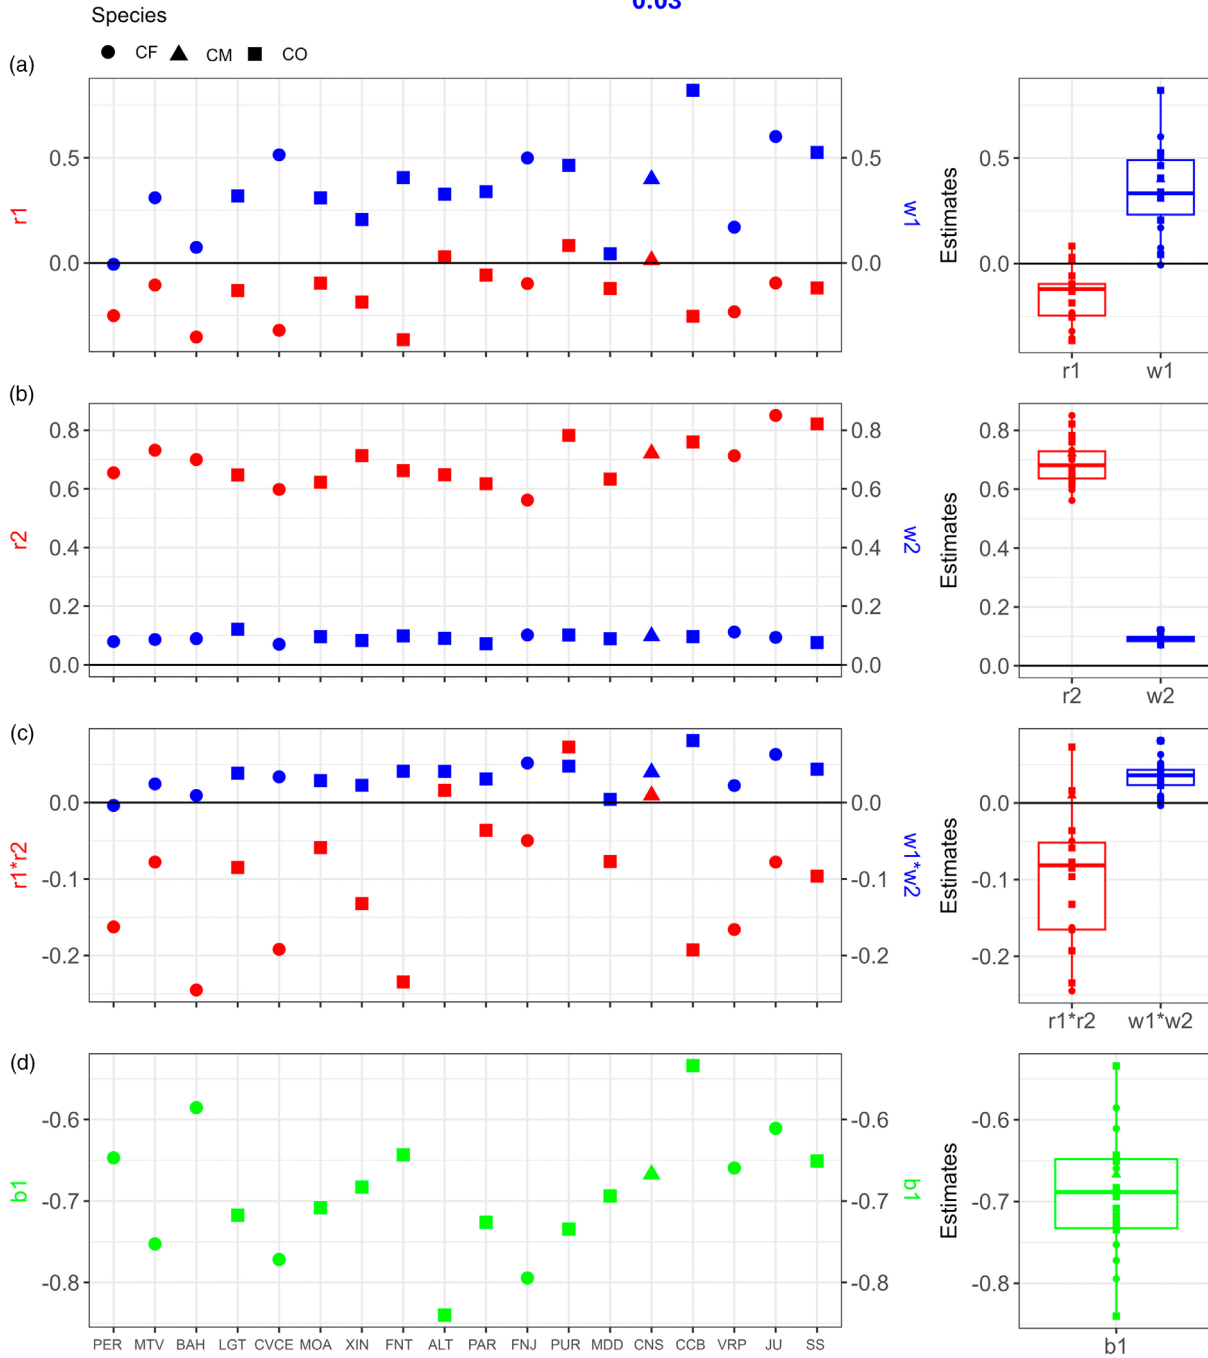 0.03
Species
CF CM CO
(a)
0.5
0.0
r1
0.5
0.0
w1
Estimates
0.5
0.0
r1 w1
(b)
0.8
0.6
0.4
0.2
0.0
r2
0.8
0.6
0.4
0.2
0.0
w2
Estimates
0.8
0.6
0.4
0.2
0.0
r2 w2
(c)
0.0
-0.1
-0.2
r1*r2
0.0
-0.1
-0.2
w1*w2
Estimates
0.0
-0.1
-0.2
r1*r2 w1*w2
(d)
-0.6
-0.7
-0.8
b1
-0.6
-0.7
-0.8
b1
Estimates
-0.6
-0.7
-0.8
b1
PER MTV BAH LGT CVCE MOA XIN FNT ALT PAR FNJ PUR MDD CNS CCB VRP JU SS